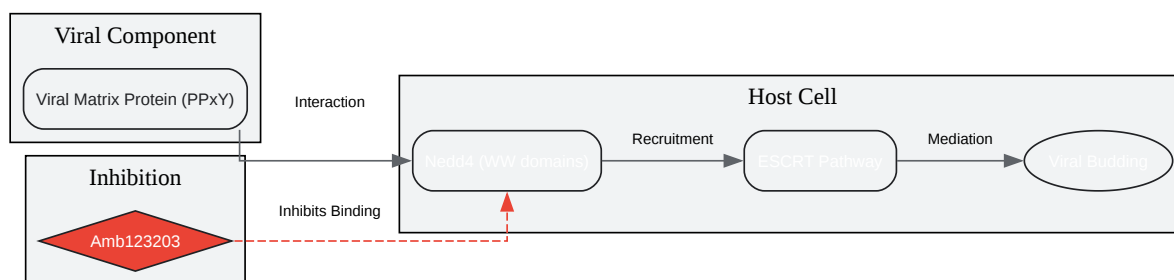 Viral Component
Viral Matrix Protein (PPxY)
Interaction
Host Cell
Nedd4 (WW domains)
Recruitment
ESCRT Pathway
Mediation
Viral Budding
Inhibition
Amb123203
Inhibits Binding